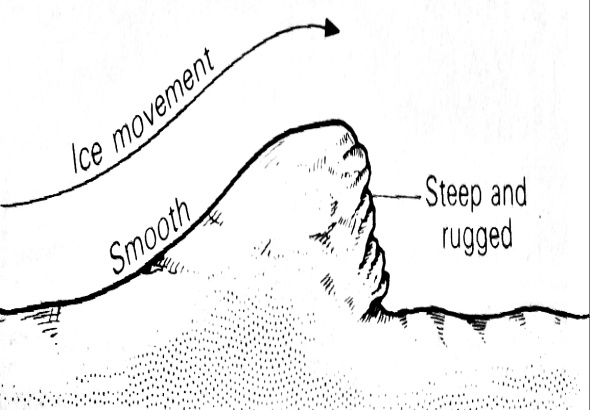 Ice movement
Smooth
Steep and
rugged